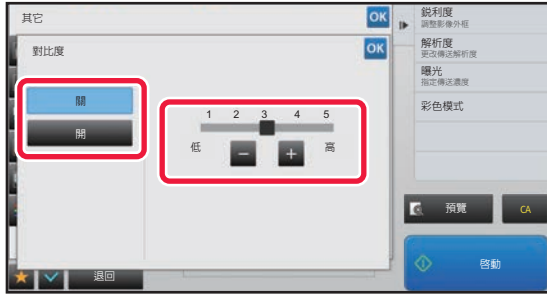 其它
OK
對比度
OK
關
開
1 2 3 4 5
低
－
＋
高
退回
銳利度
調整影像外框
解析度
更改傳送解析度
曝光
指定傳送濃度
彩色模式
預覽
CA
啓動